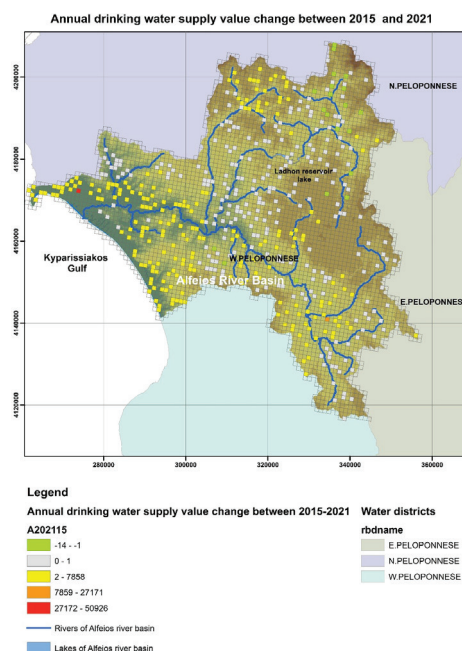 Annual drinking water supply value change between 2015 and 2021
4200000
4180000
4160000
4140000
4120000
N.PELOPONNESE
Ladhon reservoir
lake
Kyparissiakos
Gulf
W.PELOPONNESE
Alfeios River Basin
E.PELOPONNES
280000 300000 320000 340000 360000
Legend
Annual drinking water supply value change between 2015-2021
A202115
-14 - -1
0 - 1
2 - 7858
7859 - 27171
27172 - 50926
Rivers of Alfeios river basin
Lakes of Alfeios river basin
Water districts
rbdname
E.PELOPONNESE
N.PELOPONNESE
W.PELOPONNESE